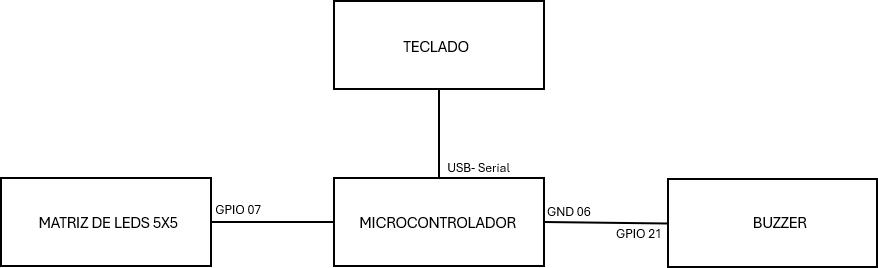 TECLADO
USB- Serial
MATRIZ DE LEDS 5X5
GPIO 07
MICROCONTROLADOR
GND 06
GPIO 21
BUZZER